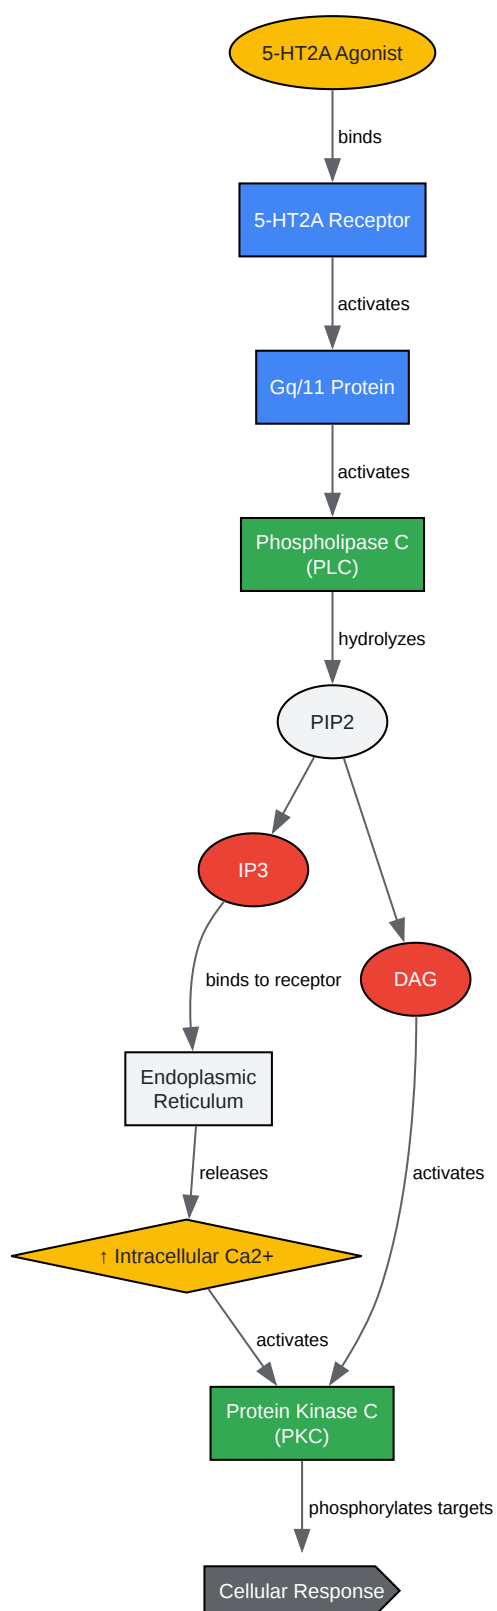 5-HT2A Agonist
binds
5-HT2A Receptor
activates
Gq/11 Protein
activates
Phospholipase C
(PLC)
hydrolyzes
PIP2
IP3
DAG
binds to receptor
Endoplasmic
Reticulum
releases
activates
↑ Intracellular Ca2+
activates
Protein Kinase C
(PKC)
phosphorylates targets
Cellular Response